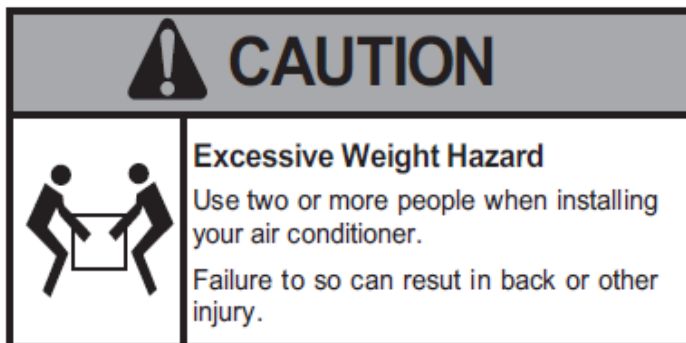 CAUTION
Excessive Weight Hazard
Use two or more people when installing
your air conditioner.
Failure to so can resut in back or other
injury.